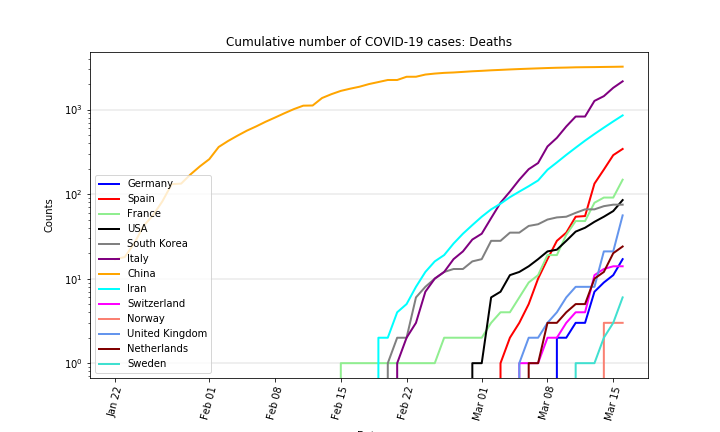 Cumulative number of COVID-19 cases: Deaths
Counts
10³
10²
10¹
10⁰
Germany
Spain
France
USA
South Korea
Italy
China
Iran
Switzerland
Norway
United Kingdom
Netherlands
Sweden
Jan 22
Feb 01
Feb 08
Feb 15
Feb 22
Mar 01
Mar 08
Mar 15